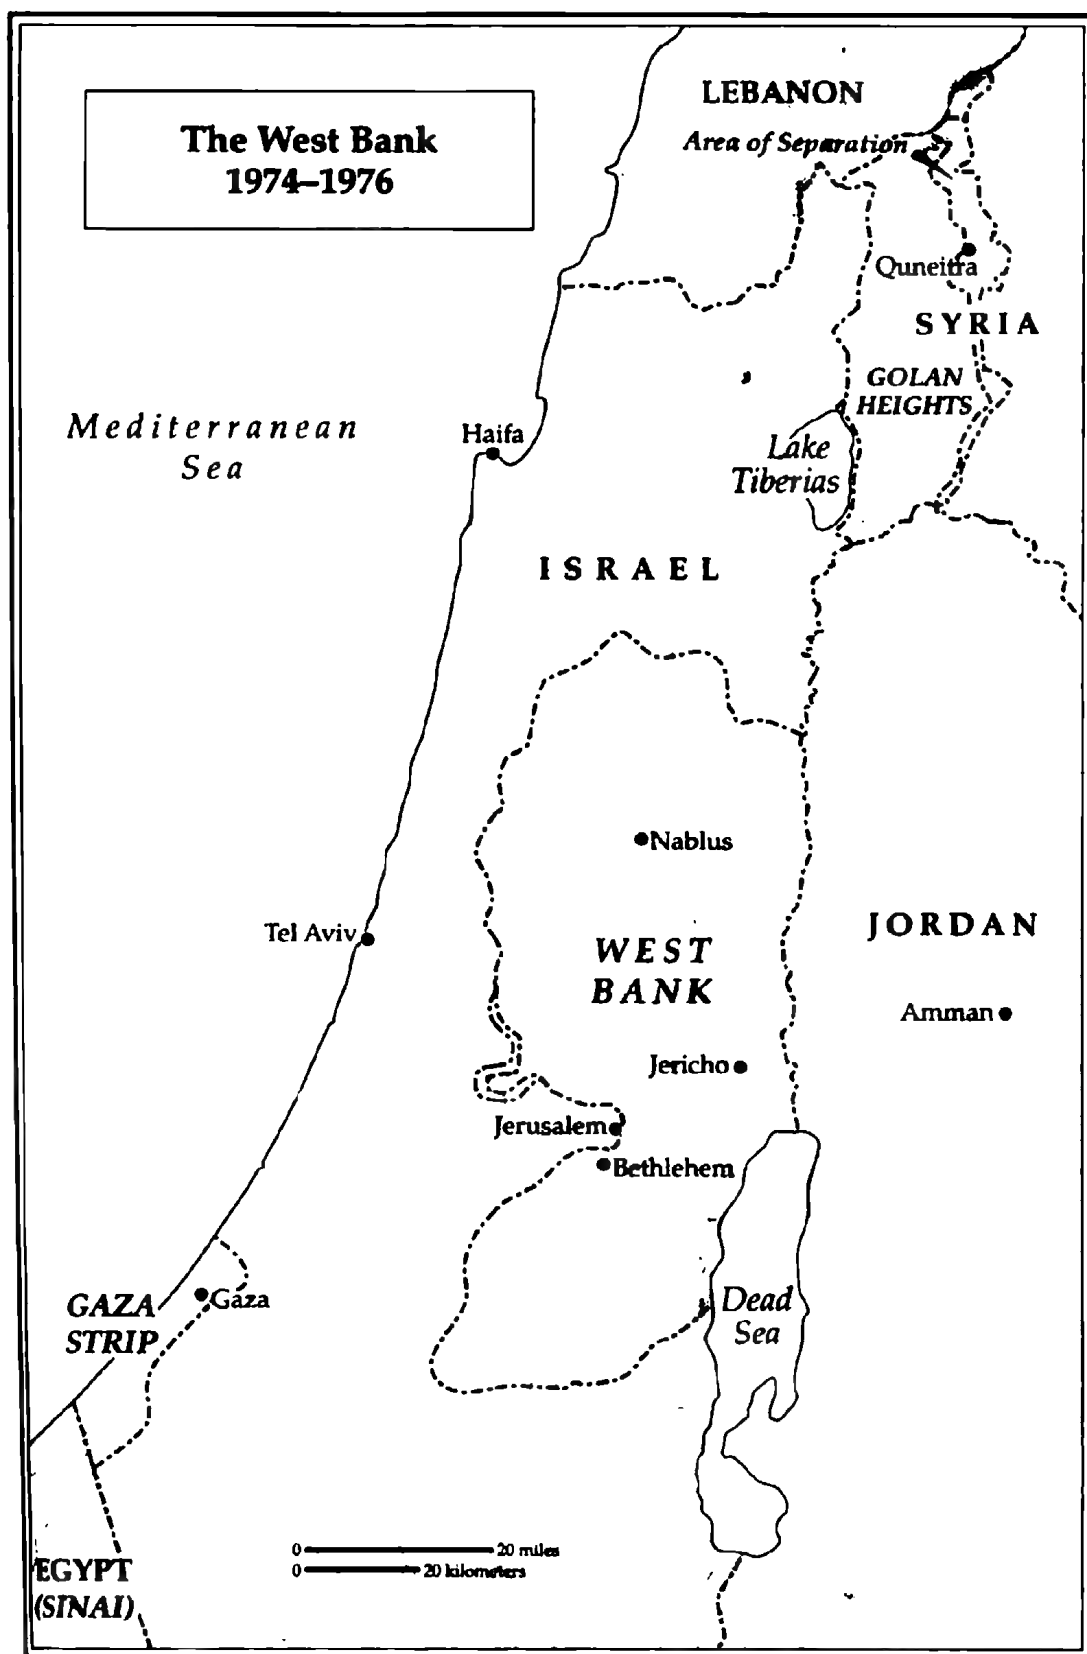 The West Bank
1974–1976
LEBANON
Area of Separation
Quneitra
SYRIA
GOLAN
HEIGHTS
Mediterranean
Sea
Haifa
Lake
Tiberias
ISRAEL
Nablus
Tel Aviv
WEST
BANK
JORDAN
Amman
Jericho
Jerusalem
Bethlehem
GAZA
STRIP
Gaza
Dead
Sea
0 20 miles
0 20 kilometers
EGYPT
(SINAI)